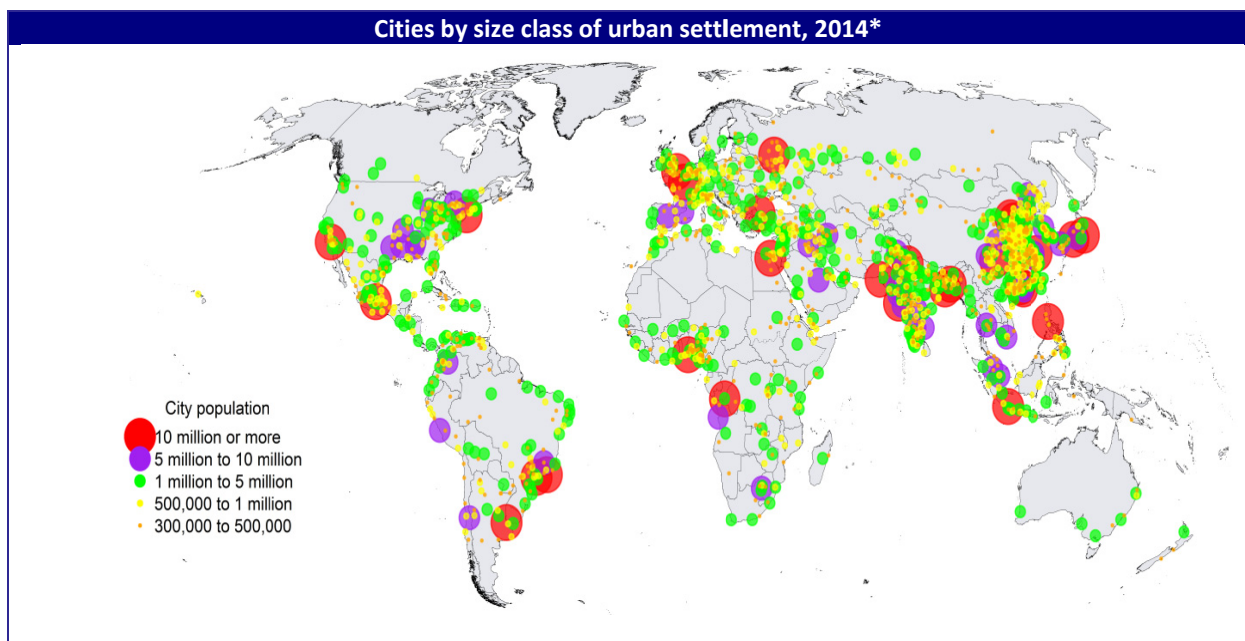 Cities by size class of urban settlement, 2014*
City population
10 million or more
5 million to 10 million
1 million to 5 million
500,000 to 1 million
300,000 to 500,000